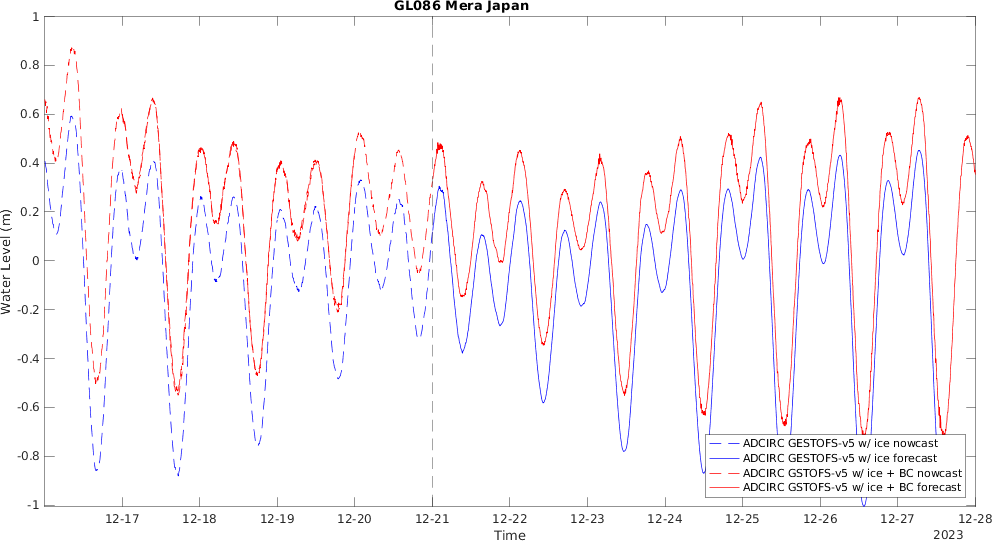 GL086 Mera Japan
1
0.8
0.6
0.4
0.2
0
-0.2
-0.4
-0.6
-0.8
-1
Water Level (m)
ADCIRC GESTOFS-v5 w/ ice nowcast
ADCIRC GESTOFS-v5 w/ ice forecast
ADCIRC GSTOFS-v5 w/ ice + BC nowcast
ADCIRC GSTOFS-v5 w/ ice + BC forecast
12-17 12-18 12-19 12-20 12-21 12-22 12-23 12-24 12-25 12-26 12-27 12-28
Time
2023